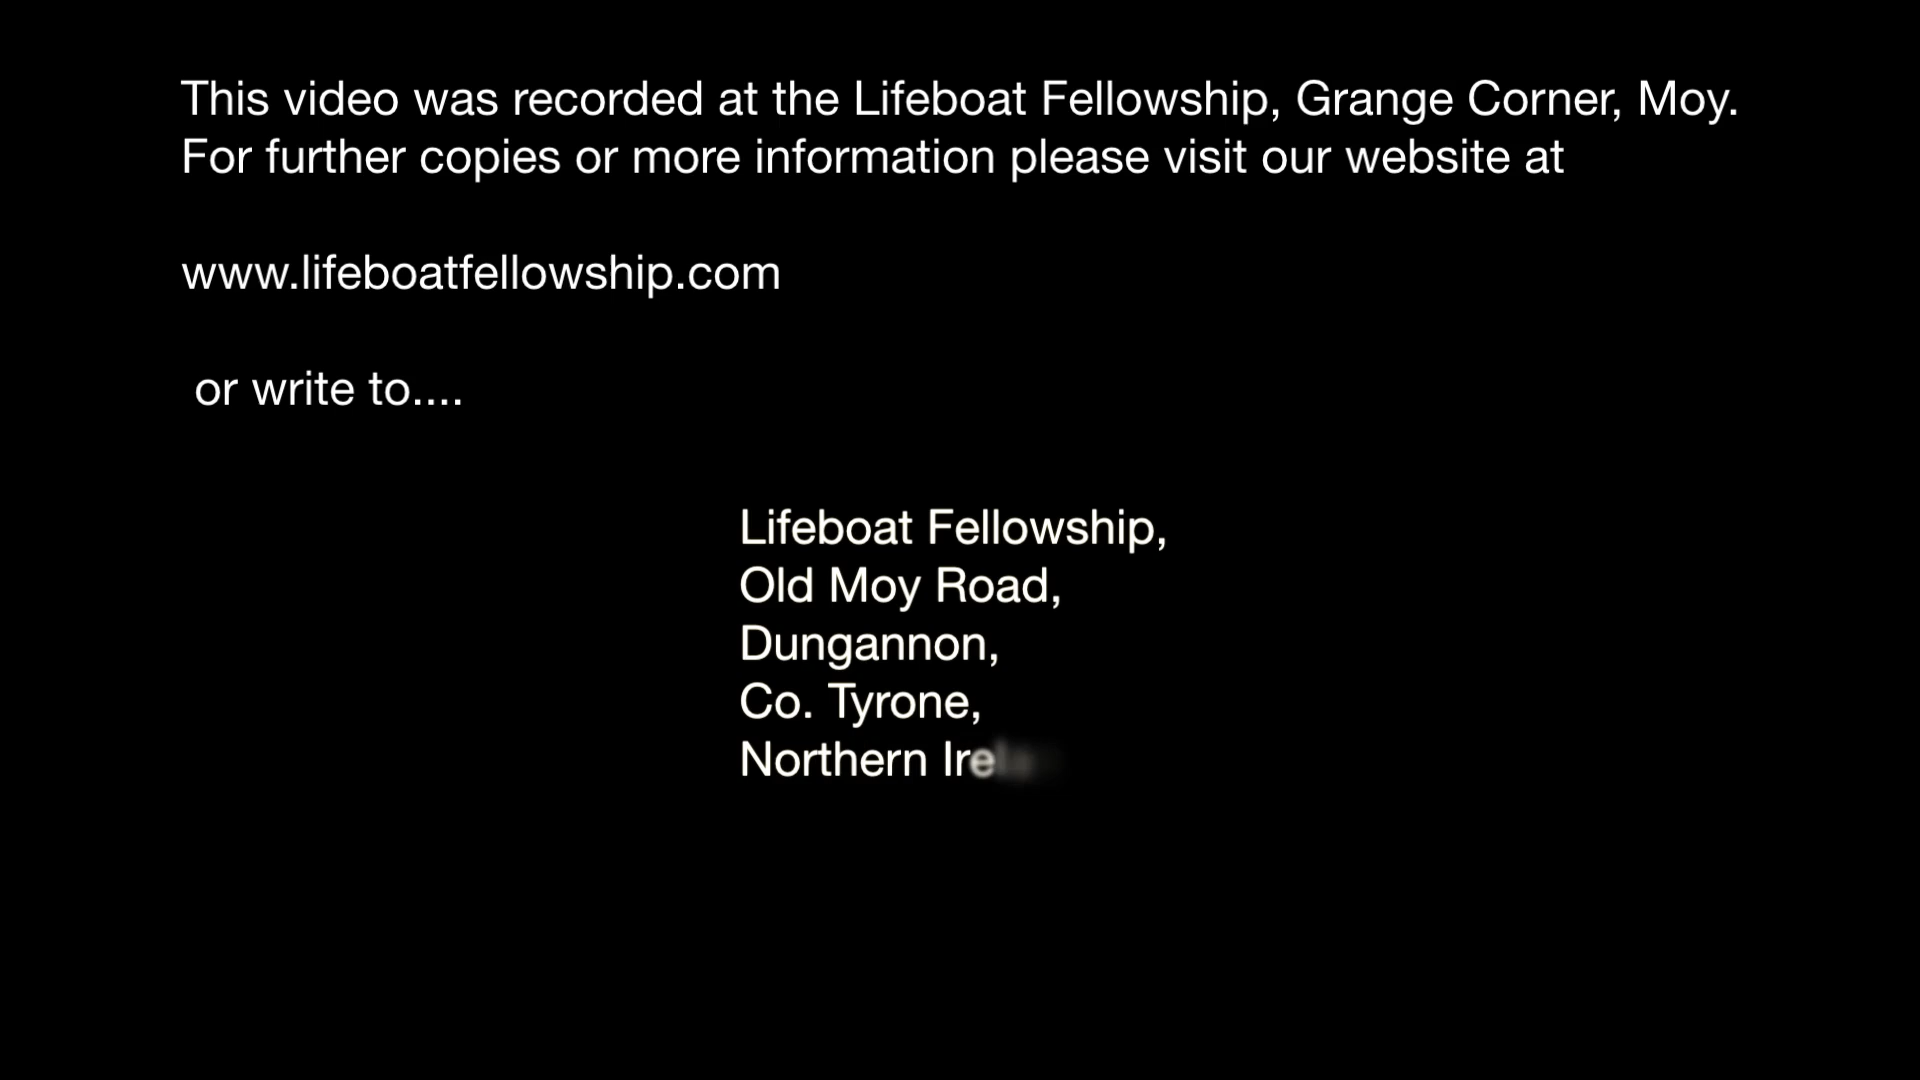 This video was recorded at the Lifeboat Fellowship, Grange Corner, Moy.
For further copies or more information please visit our website at
www.lifeboatfellowship.com
or write to....
Lifeboat Fellowship,
Old Moy Road,
Dungannon,
Co. Tyrone,
Northern